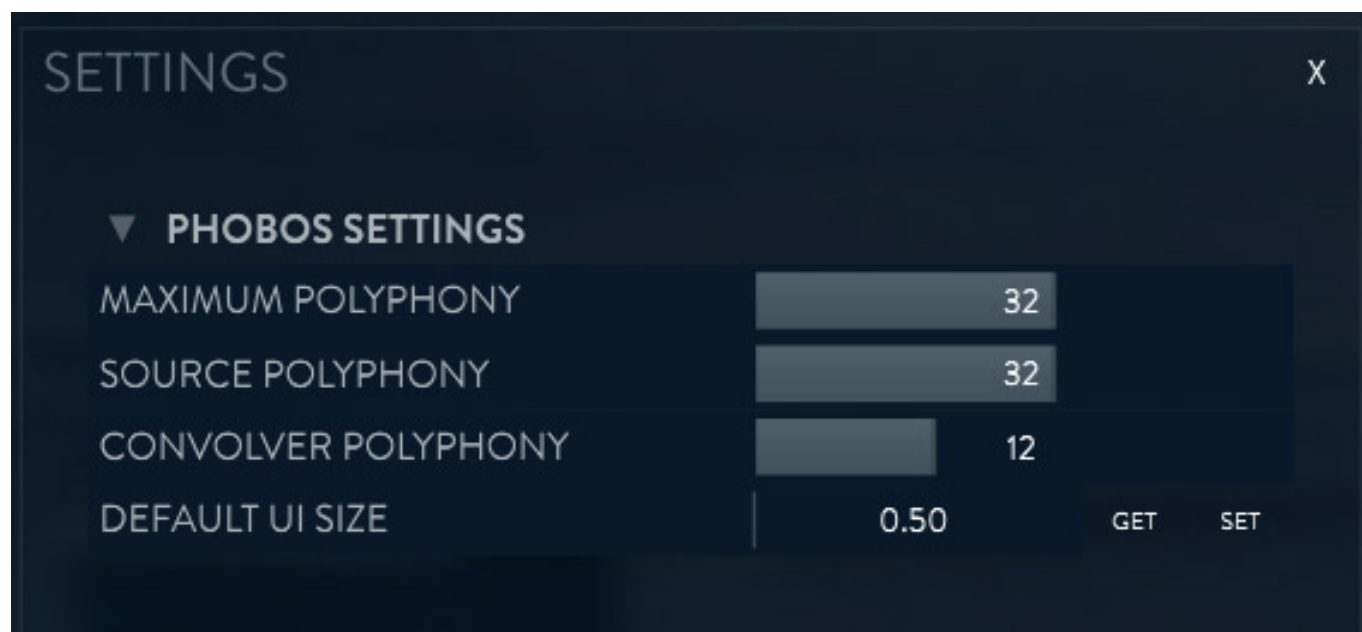 SETTINGS X
PHOBOS SETTINGS
MAXIMUM POLYPHONY 32
SOURCE POLYPHONY 32
CONVOLVER POLYPHONY 12
DEFAULT UI SIZE 0.50 GET SET